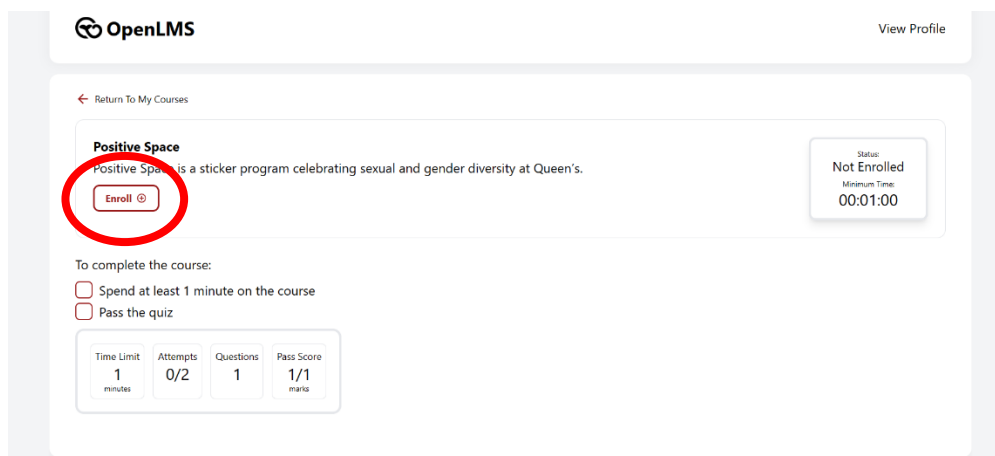 OpenLMS
View Profile
Return To My Courses
Positive Space
Positive Space is a sticker program celebrating sexual and gender diversity at Queen's.
Enroll
Status:
Not Enrolled
Minimum Time:
00:01:00
To complete the course:
Spend at least 1 minute on the course
Pass the quiz
Time Limit
1
minutes
Attempts
0/2
Questions
1
Pass Score
1/1
marks